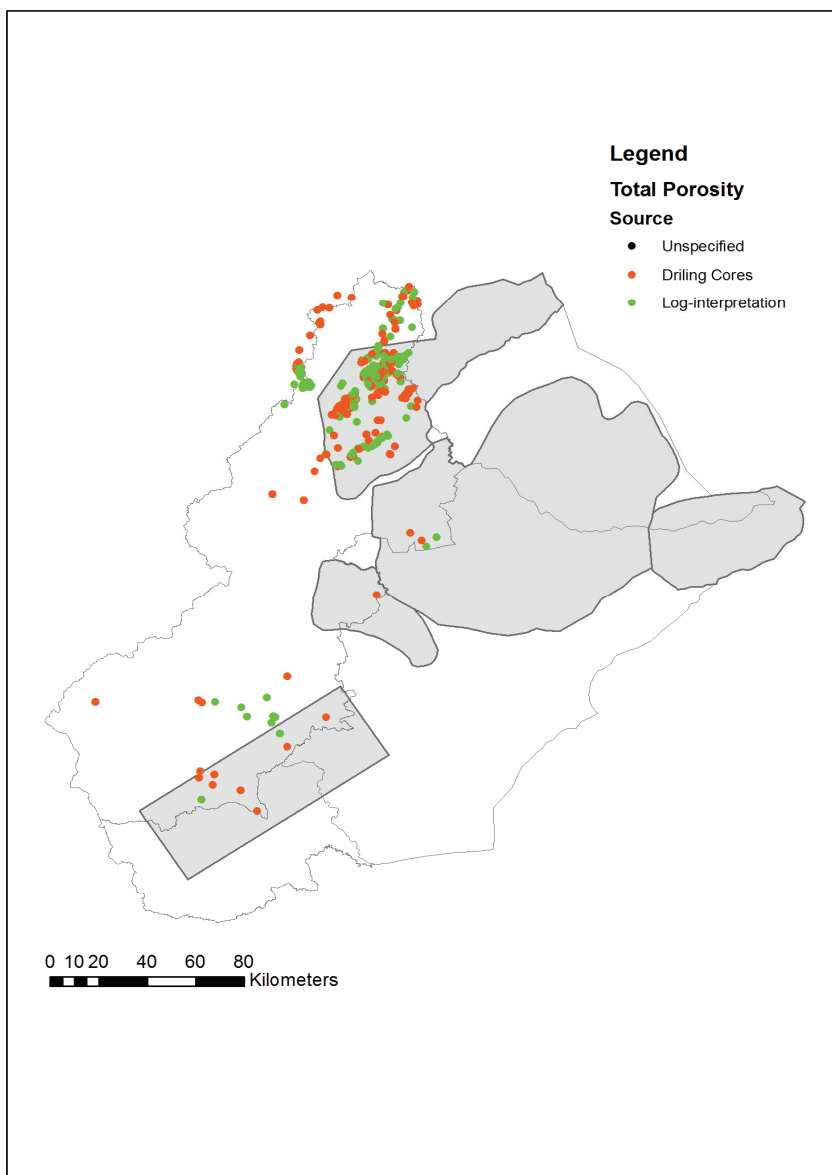 Legend
Total Porosity
Source
Unspecified
Driling Cores
Log-interpretation
0 10 20 40 60 80
Kilometers